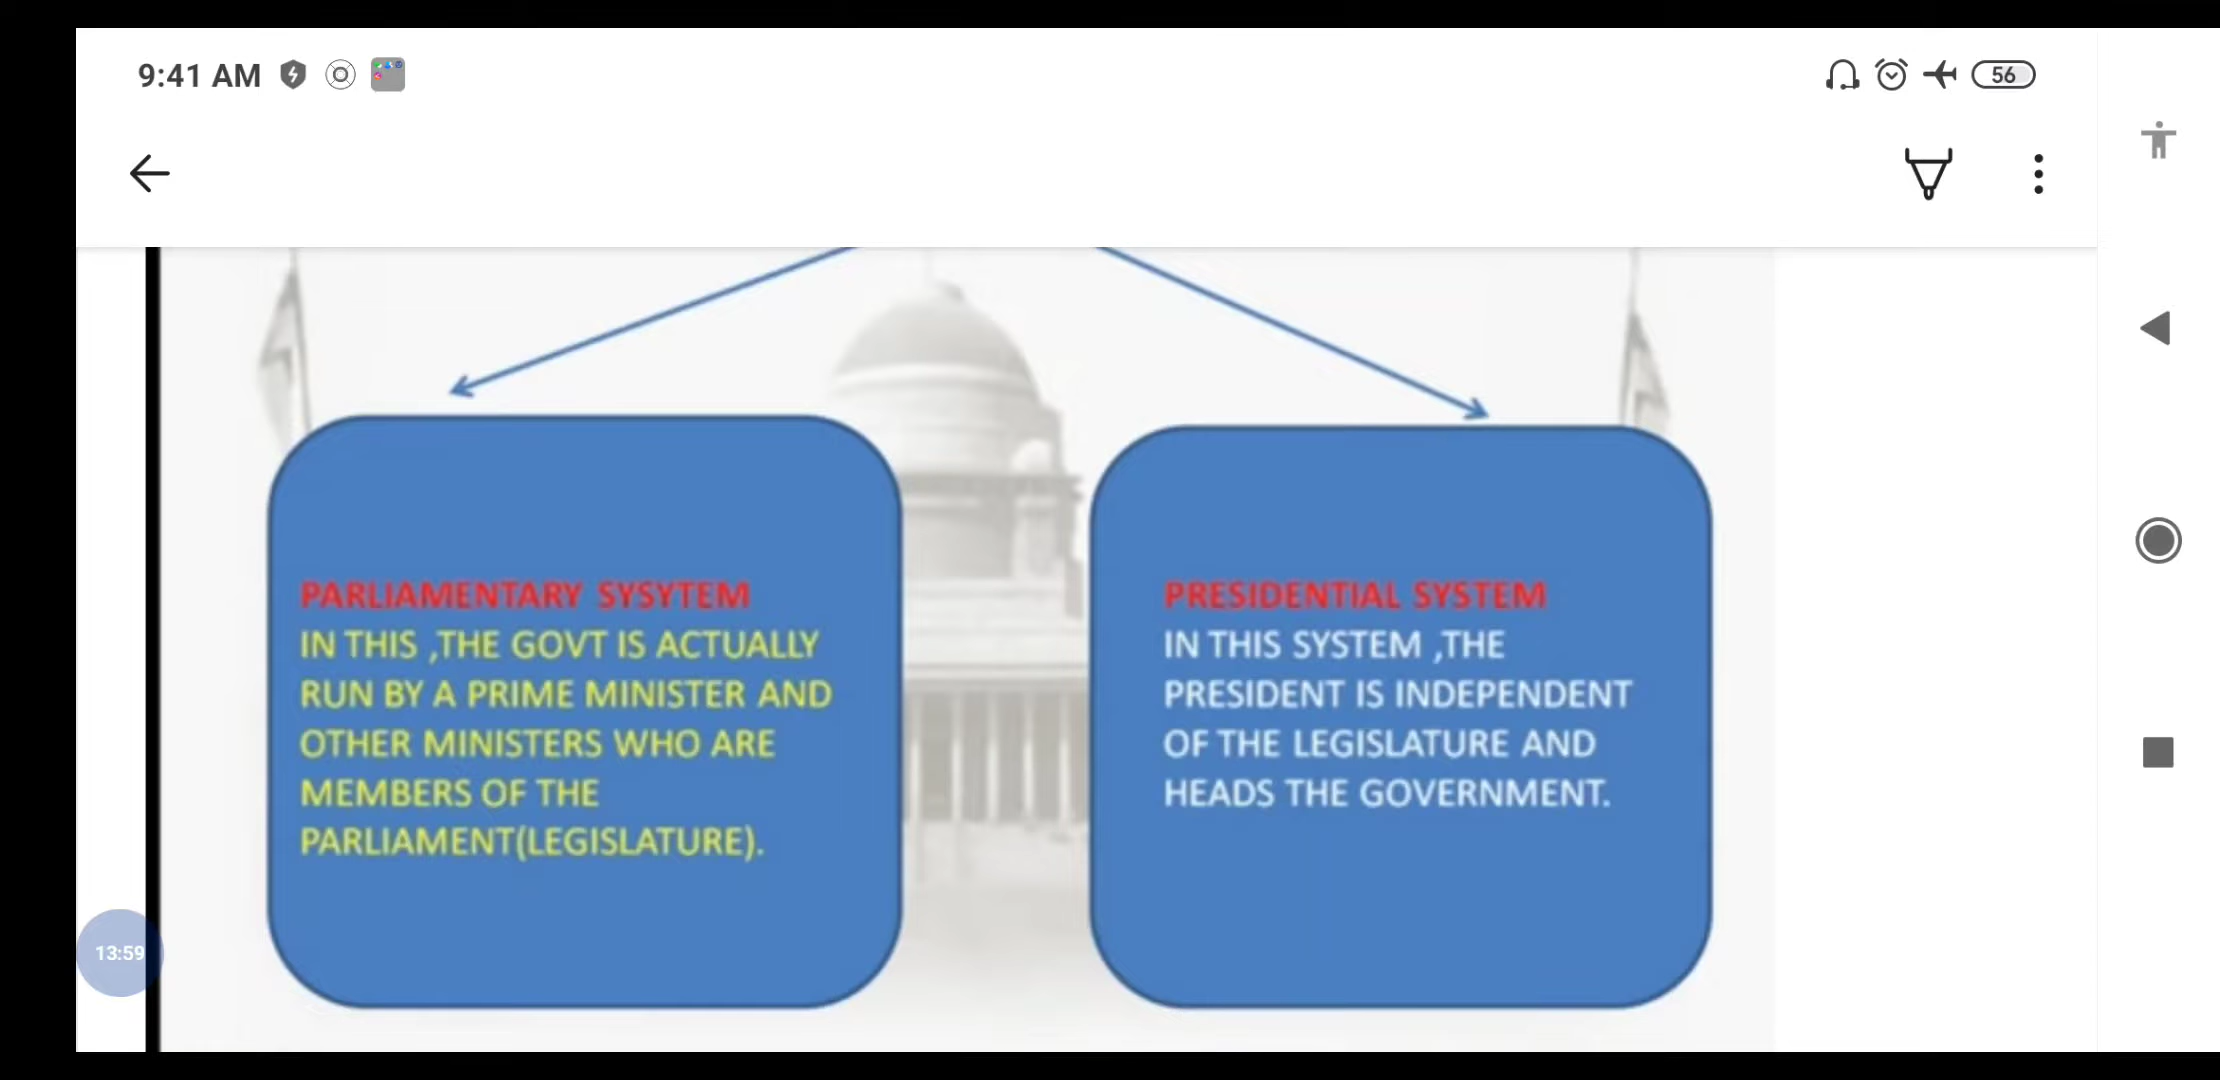 9:41 AM
56
PARLIAMENTARY SYSYTEM
IN THIS ,THE GOVT IS ACTUALLY
RUN BY A PRIME MINISTER AND
OTHER MINISTERS WHO ARE
MEMBERS OF THE
PARLIAMENT(LEGISLATURE).
PRESIDENTIAL SYSTEM
IN THIS SYSTEM ,THE
PRESIDENT IS INDEPENDENT
OF THE LEGISLATURE AND
HEADS THE GOVERNMENT.
13:59